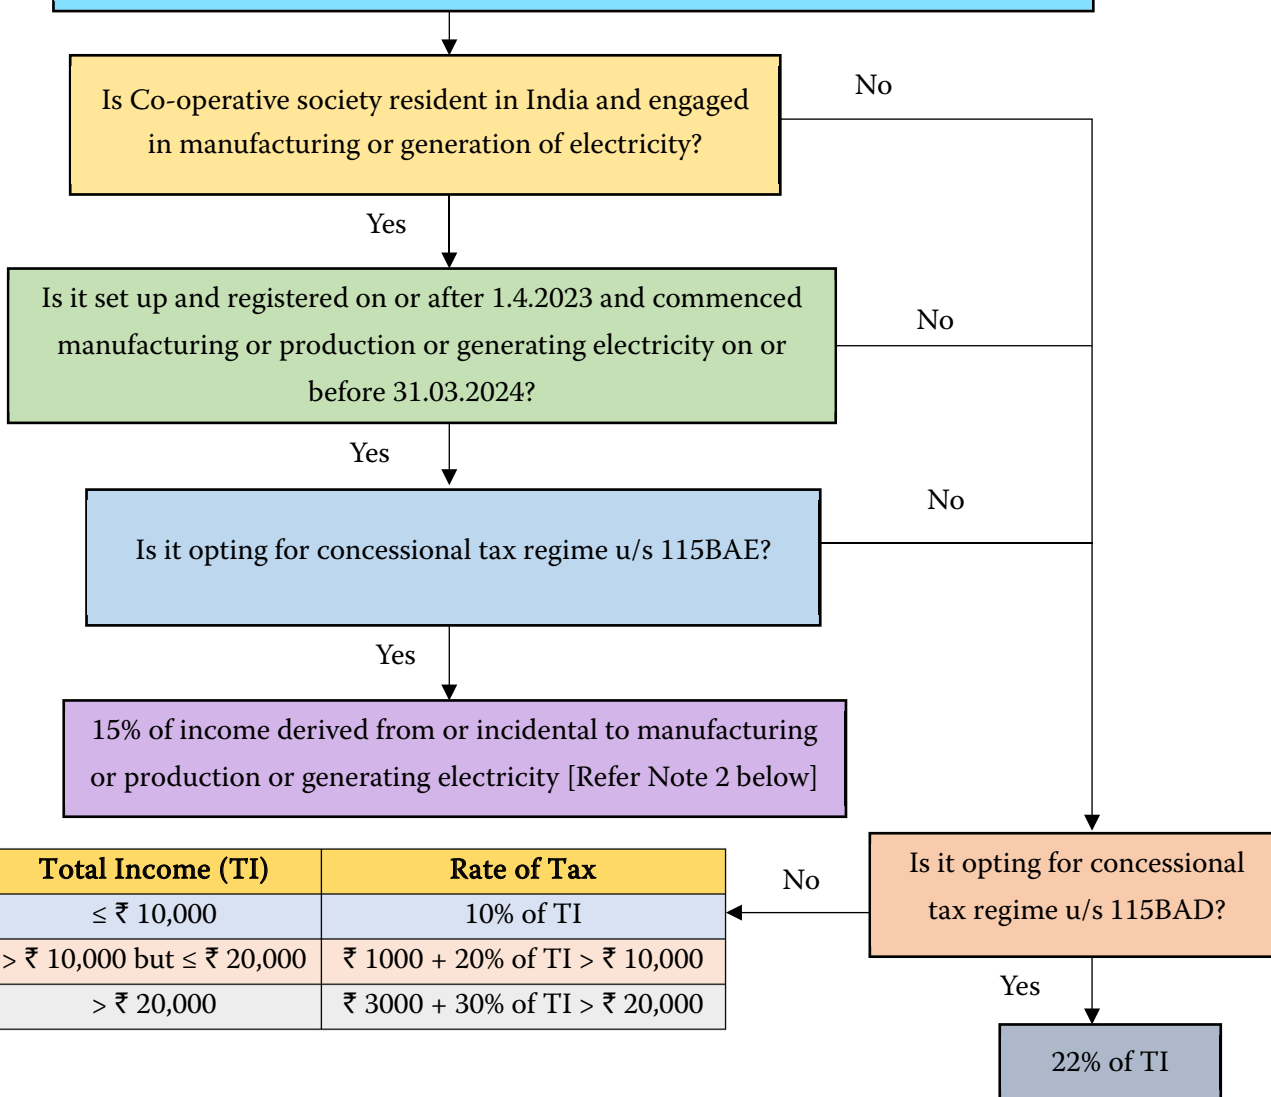 Is Co-operative society resident in India and engaged
in manufacturing or generation of electricity?
No
Yes
Is it set up and registered on or after 1.4.2023 and commenced
manufacturing or production or generating electricity on or
before 31.03.2024?
No
Yes
Is it opting for concessional tax regime u/s 115BAE?
No
Yes
15% of income derived from or incidental to manufacturing
or production or generating electricity [Refer Note 2 below]
Is it opting for concessional
tax regime u/s 115BAD?
No
Total Income (TI) Rate of Tax
≤ ₹ 10,000 10% of TI
> ₹ 10,000 but ≤ ₹ 20,000 ₹ 1000 + 20% of TI > ₹ 10,000
> ₹ 20,000 ₹ 3000 + 30% of TI > ₹ 20,000
Yes
22% of TI